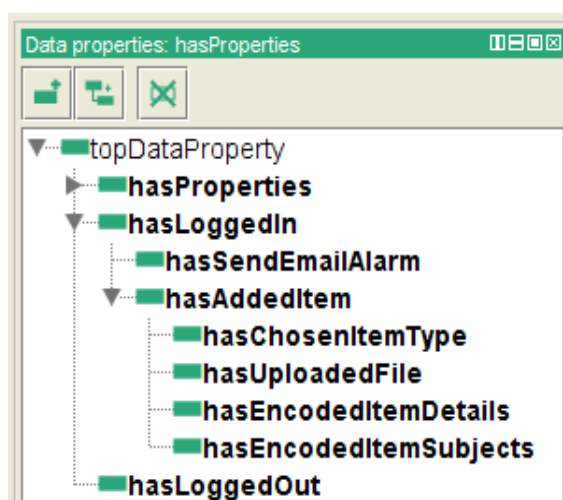 Data properties: hasProperties
topDataProperty
hasProperties
hasLoggedIn
hasSendEmailAlarm
hasAddedItem
hasChosenItemType
hasUploadedFile
hasEncodedItemDetails
hasEncodedItemSubjects
hasLoggedOut